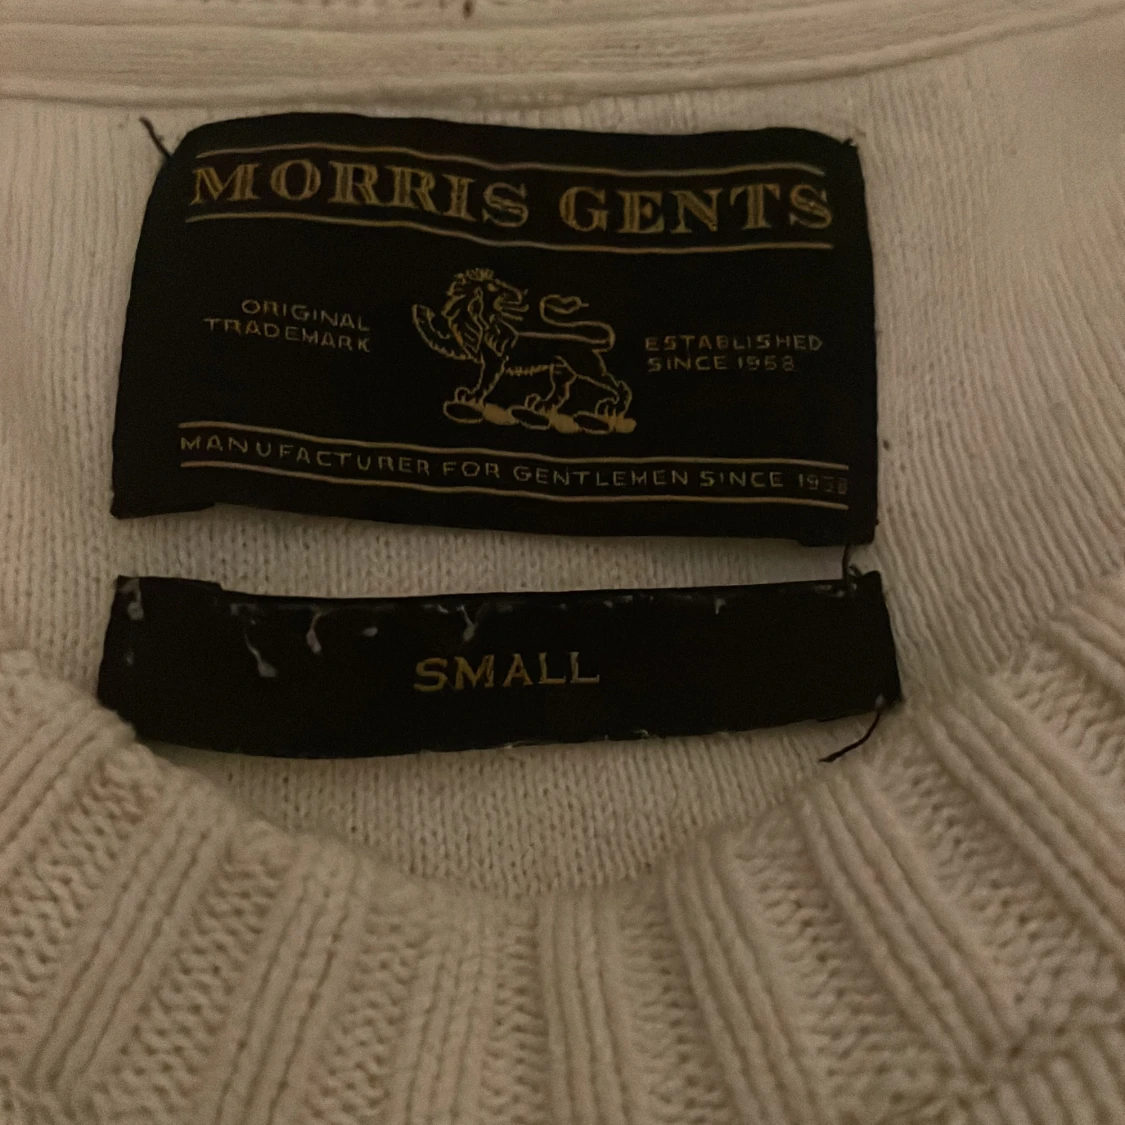 MORRIS GENTS
ORIGINAL
TRADEMARK
ESTABLISHED
SINCE 1958
MANUFACTURER FOR GENTLEMEN SINCE 1958
SMALL